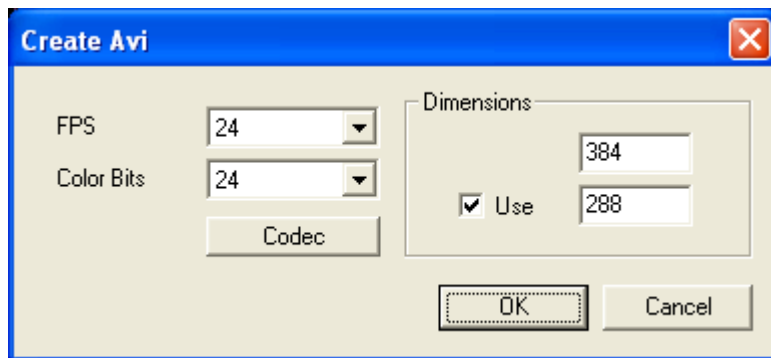 Create Avi
FPS 24
Color Bits 24
Codec
Dimensions
384
Use 288
OK Cancel